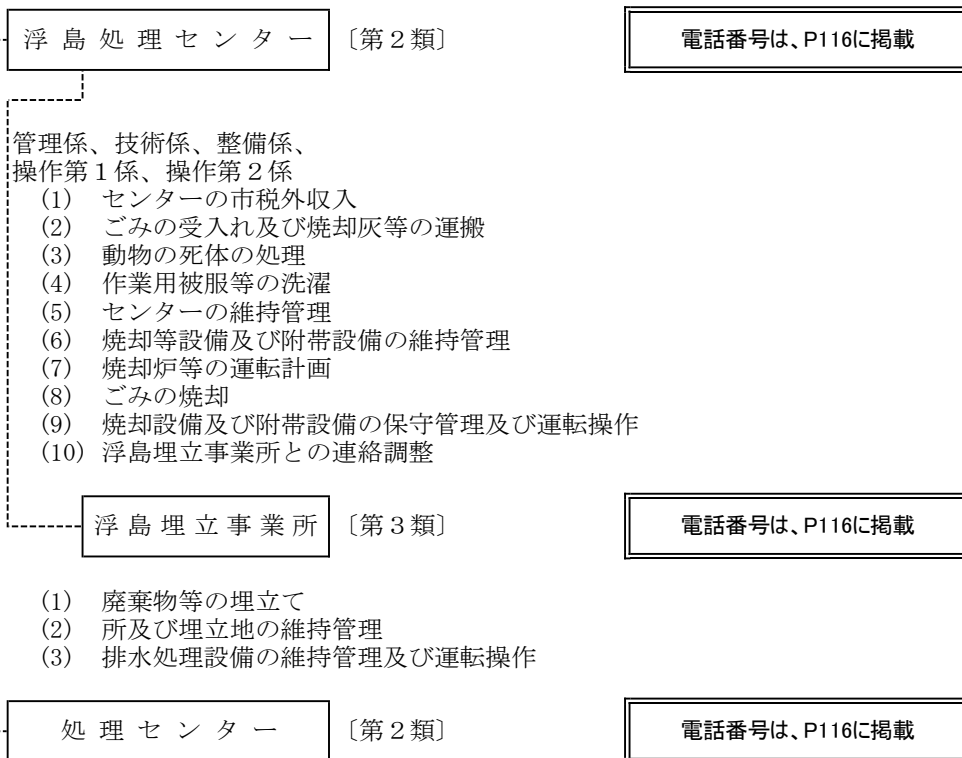 浮島処理センター 〔第２類〕 電話番号は、P116に掲載
管理係、技術係、整備係、
操作第１係、操作第２係
(1) センターの市税外収入
(2) ごみの受入れ及び焼却灰等の運搬
(3) 動物の死体の処理
(4) 作業用被服等の洗濯
(5) センターの維持管理
(6) 焼却等設備及び附帯設備の維持管理
(7) 焼却炉等の運転計画
(8) ごみの焼却
(9) 焼却設備及び附帯設備の保守管理及び運転操作
(10) 浮島埋立事業所との連絡調整
浮島埋立事業所 〔第３類〕 電話番号は、P116に掲載
(1) 廃棄物等の埋立て
(2) 所及び埋立地の維持管理
(3) 排水処理設備の維持管理及び運転操作
処理センター 〔第２類〕 電話番号は、P116に掲載